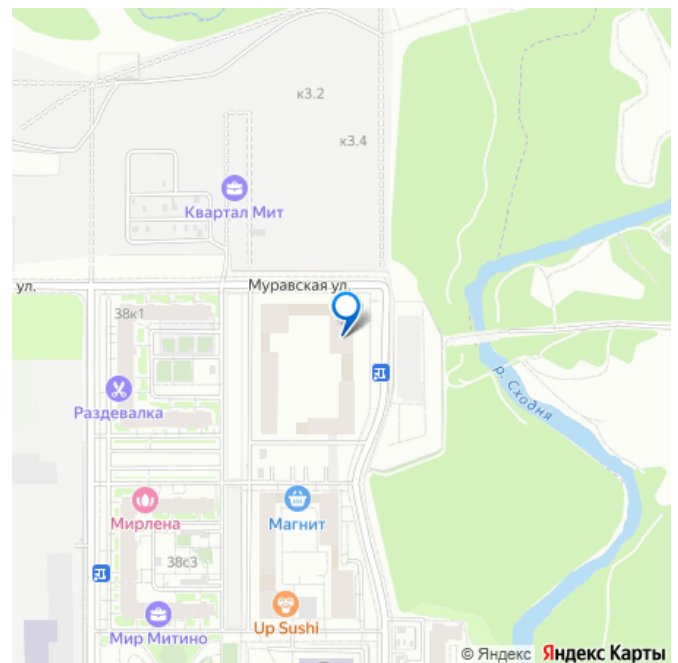 к3.2
к3.4
Квартал Мит
ул.
Муравская ул.
38к1
Раздевалка
р. Сходня
Мирлена
Магнит
38с3
Up Sushi
Мир Митино
© Яндекс Яндекс Карты